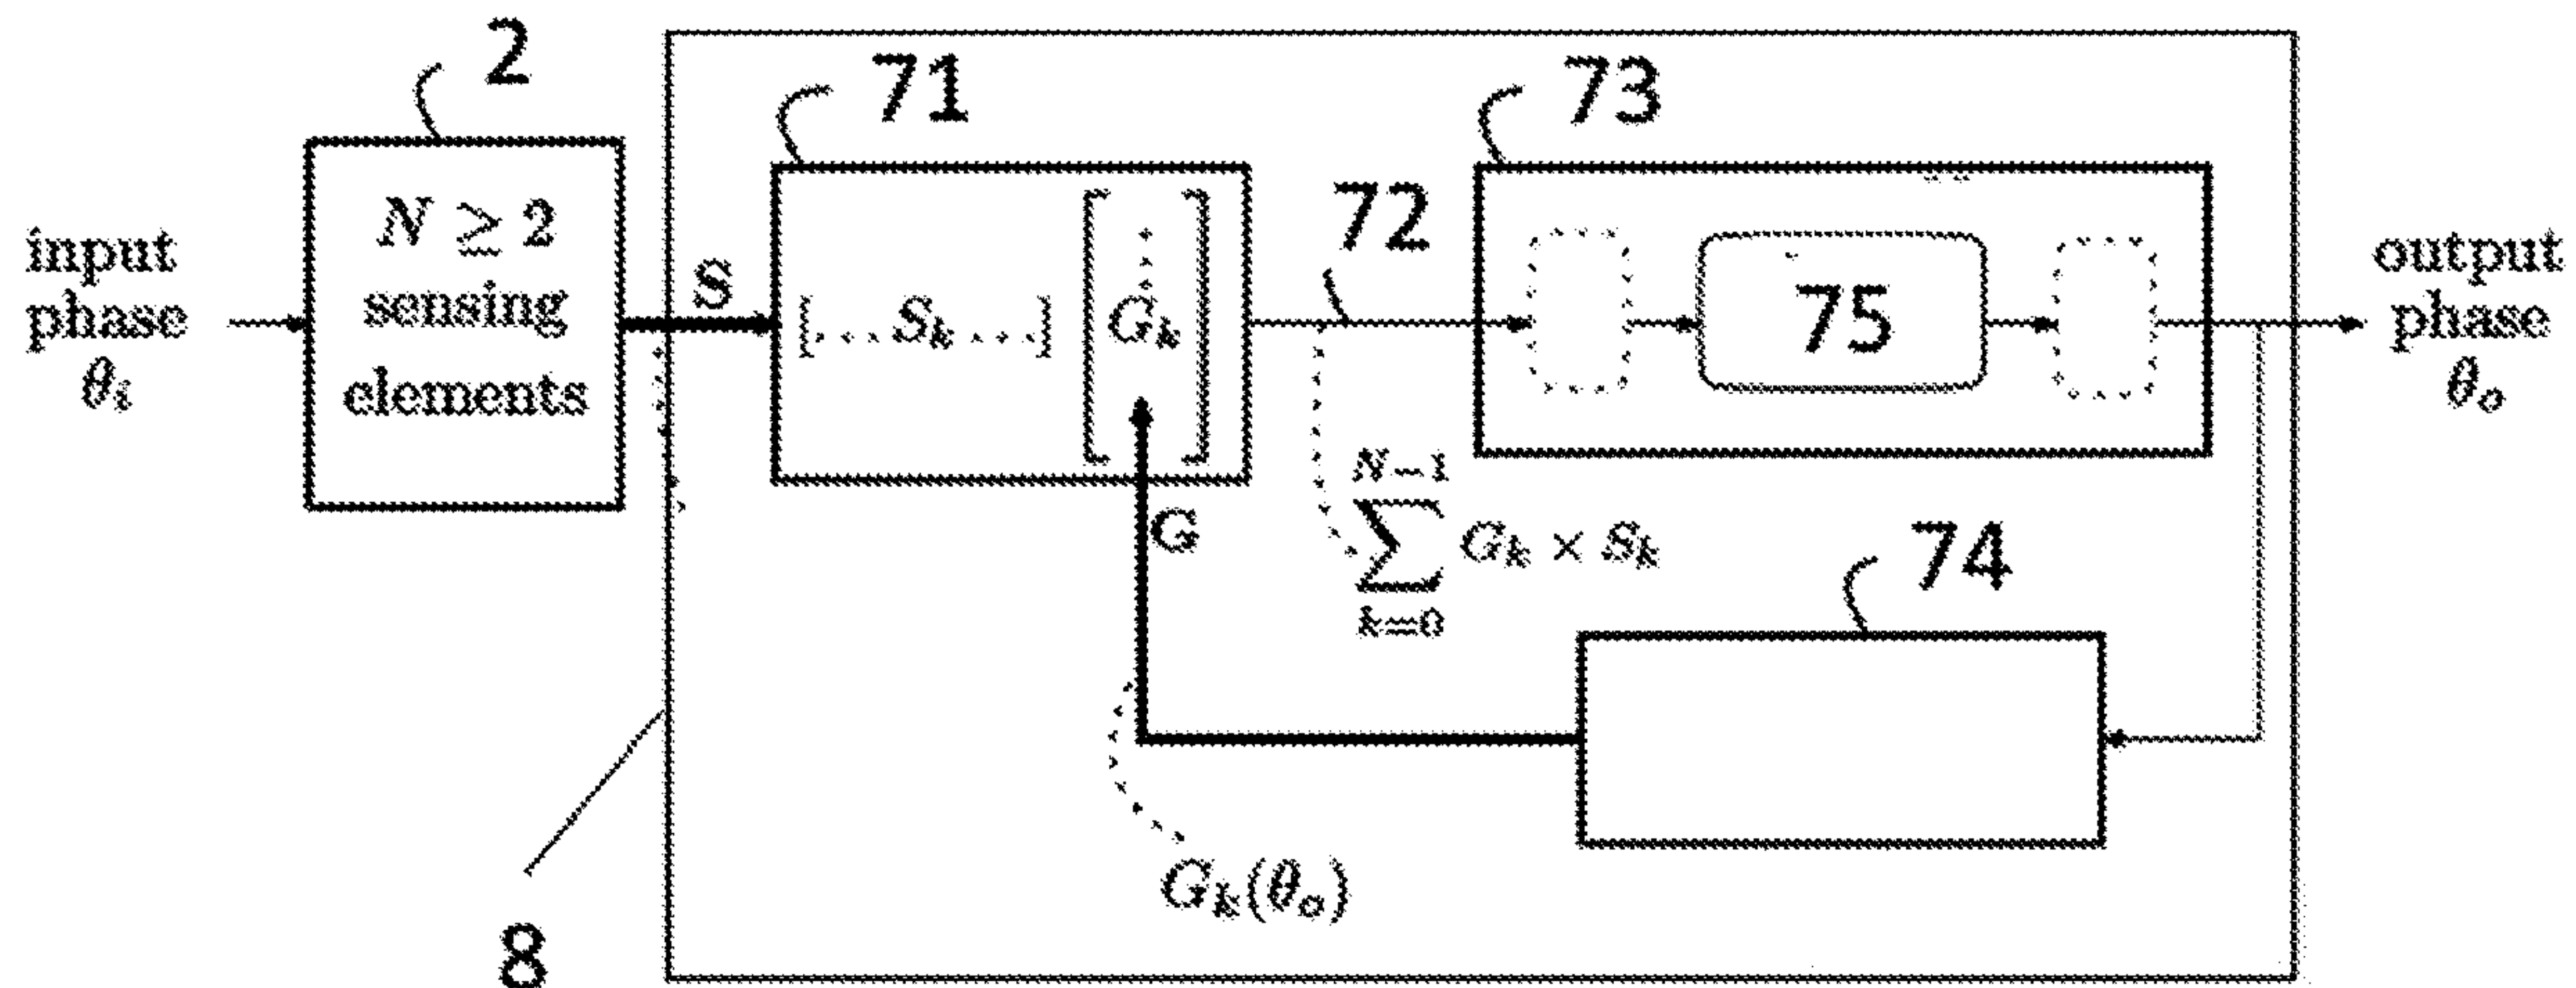 2
71
73
input
phase
θᵢ
N ≥ 2
sensing
elements
S
[...Sₖ...]
⋮
Gₖ
72
75
output
phase
θₒ
G
N−1
∑ Gₖ × Sₖ
k=0
74
Gₖ(θₒ)
8